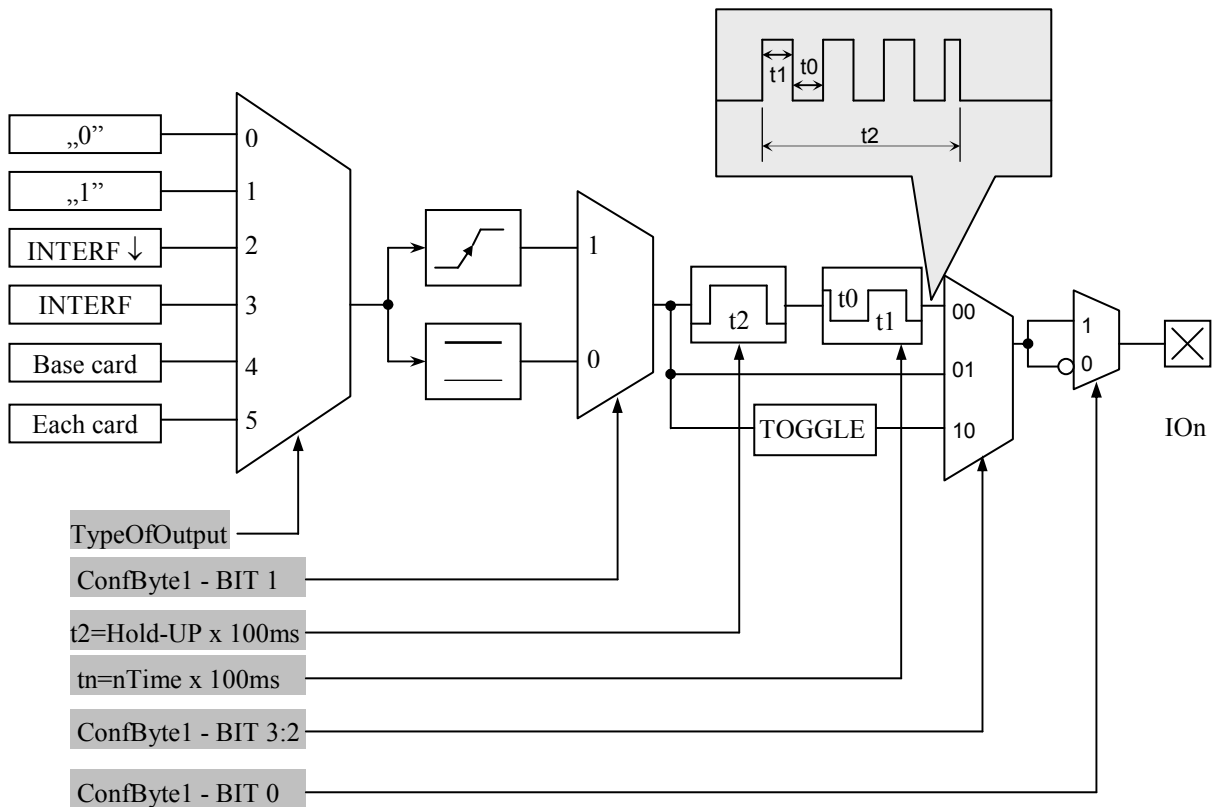 t1
t0
t2
„0”
0
„1”
1
INTERF ↓
2
INTERF
3
Base card
4
Each card
5
1
0
t2
t0
t1
00
01
10
TOGGLE
1
0
IOn
TypeOfOutput
ConfByte1 - BIT 1
t2=Hold-UP x 100ms
tn=nTime x 100ms
ConfByte1 - BIT 3:2
ConfByte1 - BIT 0